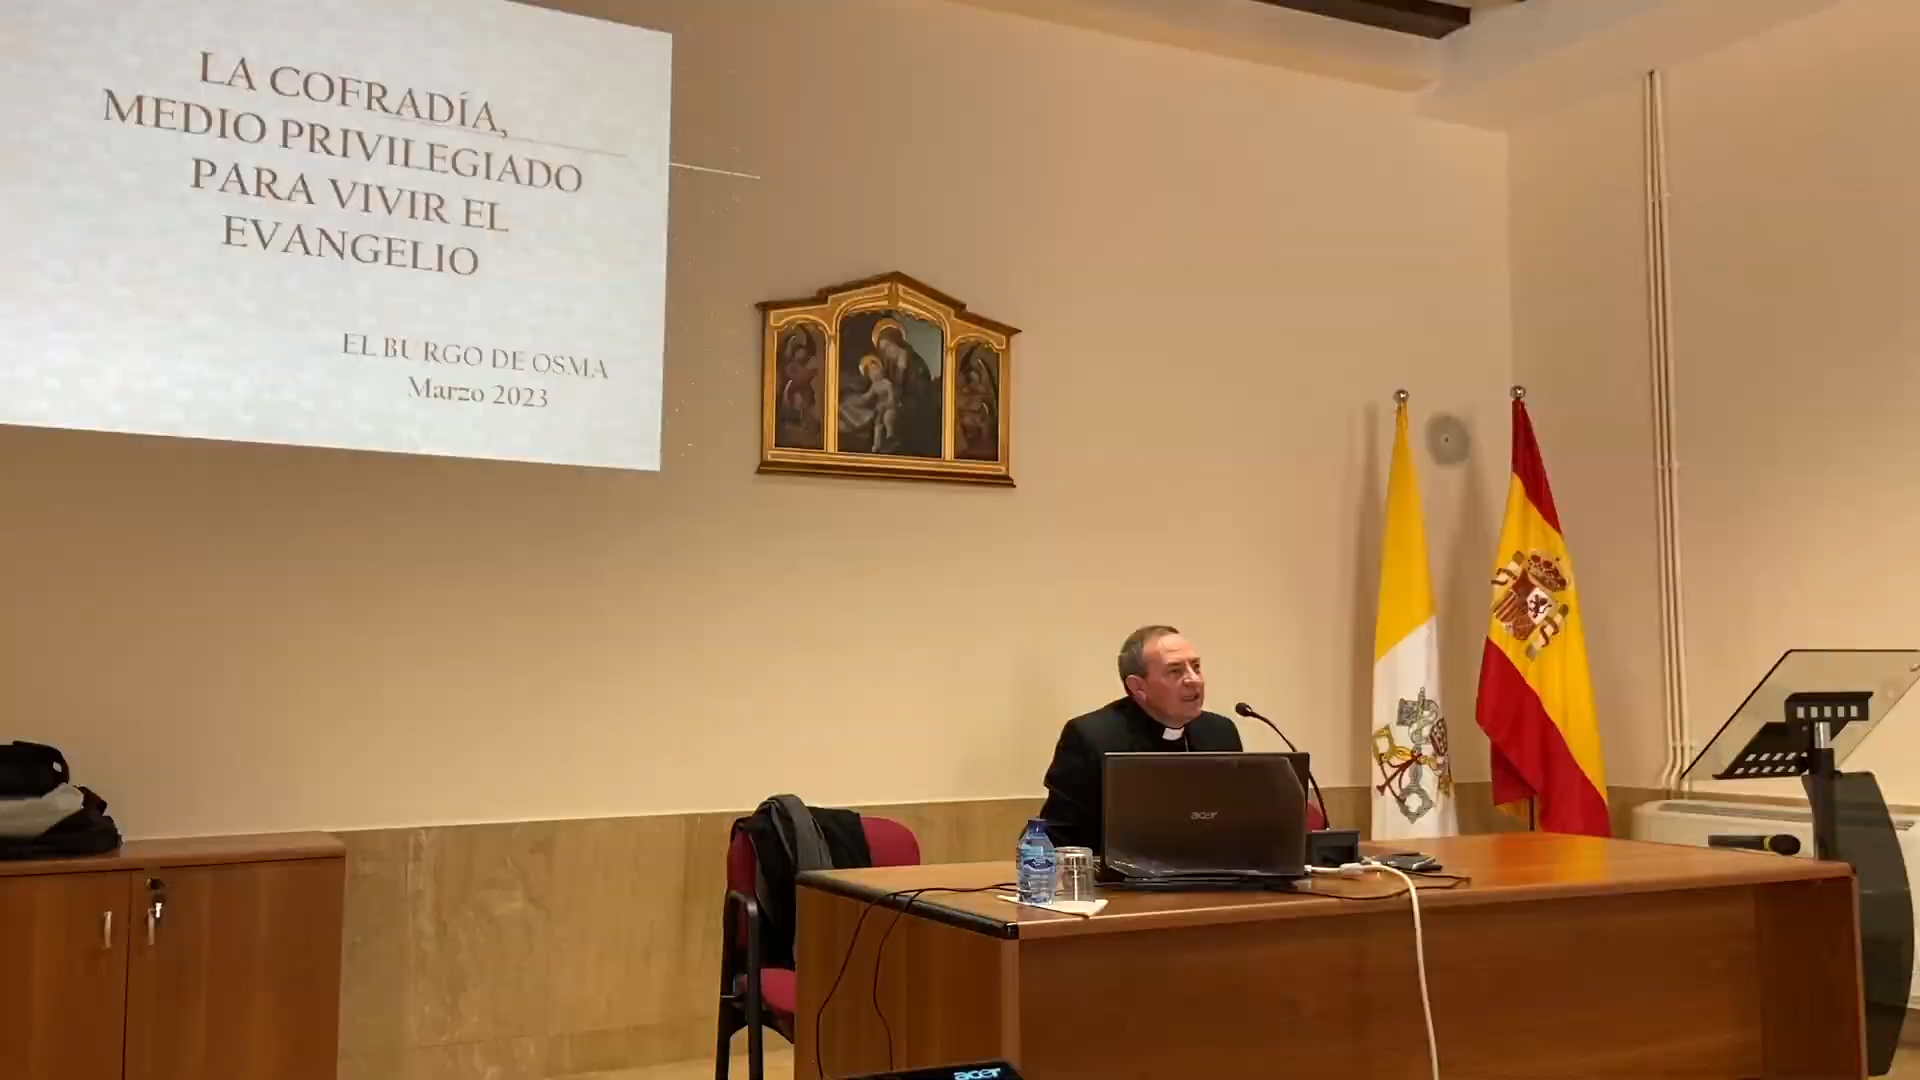 LA COFRADÍA,
MEDIO PRIVILEGIADO
PARA VIVIR EL
EVANGELIO
EL BURGO DE OSMA
Marzo 2023
acer
acer